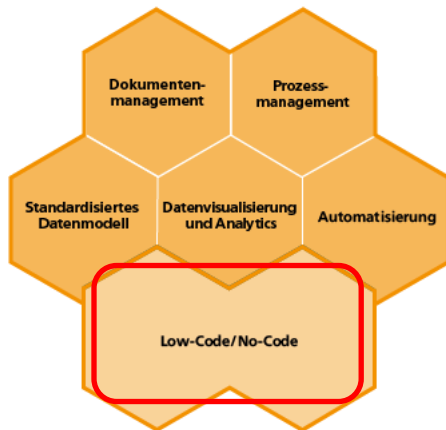 Dokumenten-
management
Prozess-
management
Standardisiertes
Datenmodell
Datenvisualisierung
und Analytics
Automatisierung
Low-Code/No-Code